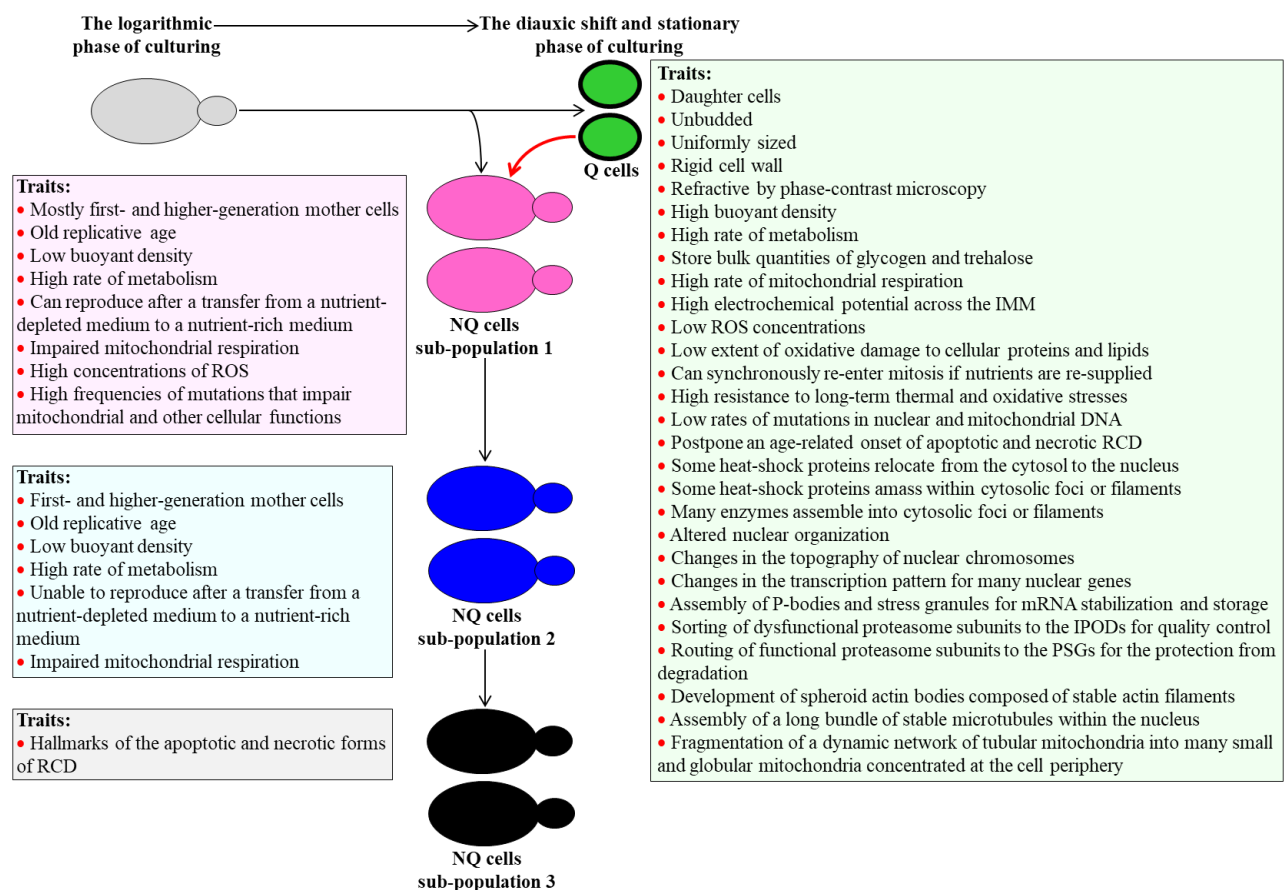 The logarithmic
phase of culturing
The diauxic shift and stationary
phase of culturing
Q cells
Traits:
• Mostly first- and higher-generation mother cells
• Old replicative age
• Low buoyant density
• High rate of metabolism
• Can reproduce after a transfer from a nutrient-
depleted medium to a nutrient-rich medium
• Impaired mitochondrial respiration
• High concentrations of ROS
• High frequencies of mutations that impair
mitochondrial and other cellular functions
NQ cells
sub-population 1
Traits:
• First- and higher-generation mother cells
• Old replicative age
• Low buoyant density
• High rate of metabolism
• Unable to reproduce after a transfer from a
nutrient-depleted medium to a nutrient-rich
medium
• Impaired mitochondrial respiration
NQ cells
sub-population 2
Traits:
• Hallmarks of the apoptotic and necrotic forms
of RCD
NQ cells
sub-population 3
Traits:
• Daughter cells
• Unbudded
• Uniformly sized
• Rigid cell wall
• Refractive by phase-contrast microscopy
• High buoyant density
• High rate of metabolism
• Store bulk quantities of glycogen and trehalose
• High rate of mitochondrial respiration
• High electrochemical potential across the IMM
• Low ROS concentrations
• Low extent of oxidative damage to cellular proteins and lipids
• Can synchronously re-enter mitosis if nutrients are re-supplied
• High resistance to long-term thermal and oxidative stresses
• Low rates of mutations in nuclear and mitochondrial DNA
• Postpone an age-related onset of apoptotic and necrotic RCD
• Some heat-shock proteins relocate from the cytosol to the nucleus
• Some heat-shock proteins amass within cytosolic foci or filaments
• Many enzymes assemble into cytosolic foci or filaments
• Altered nuclear organization
• Changes in the topography of nuclear chromosomes
• Changes in the transcription pattern for many nuclear genes
• Assembly of P-bodies and stress granules for mRNA stabilization and storage
• Sorting of dysfunctional proteasome subunits to the IPODs for quality control
• Routing of functional proteasome subunits to the PSGs for the protection from
degradation
• Development of spheroid actin bodies composed of stable actin filaments
• Assembly of a long bundle of stable microtubules within the nucleus
• Fragmentation of a dynamic network of tubular mitochondria into many small
and globular mitochondria concentrated at the cell periphery